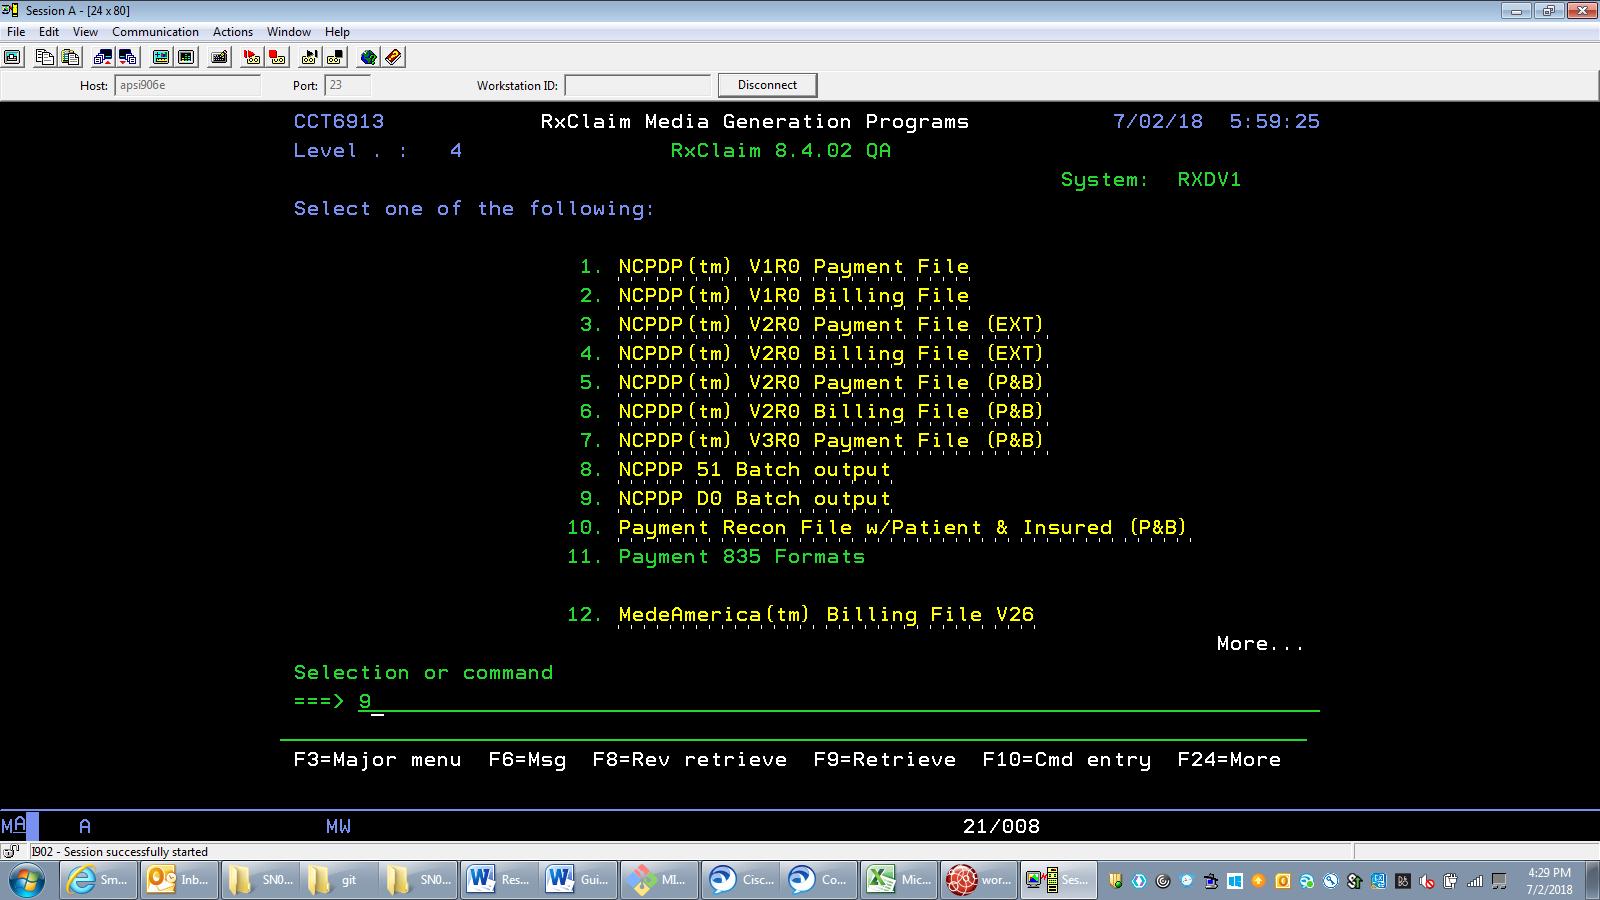 Session A - [24 x 80]
File Edit View Communication Actions Window Help
Host: apsi906e Port: 23 Workstation ID: Disconnect
CCT6913 RxClaim Media Generation Programs 7/02/18 5:59:25
Level . : 4 RxClaim 8.4.02 QA
System: RXDV1
Select one of the following:
1. NCPDP(tm) V1R0 Payment File
2. NCPDP(tm) V1R0 Billing File
3. NCPDP(tm) V2R0 Payment File (EXT)
4. NCPDP(tm) V2R0 Billing File (EXT)
5. NCPDP(tm) V2R0 Payment File (P&B)
6. NCPDP(tm) V2R0 Billing File (P&B)
7. NCPDP(tm) V3R0 Payment File (P&B)
8. NCPDP 51 Batch output
9. NCPDP D0 Batch output
10. Payment Recon File w/Patient & Insured (P&B)
11. Payment 835 Formats
12. MedeAmerica(tm) Billing File V26
More...
Selection or command
===> 9
F3=Major menu F6=Msg F8=Rev retrieve F9=Retrieve F10=Cmd entry F24=More
MA A MW 21/008
I902 - Session successfully started
Sm... Inb... SN0... git SN0... Res... Gui... MI... Cisc... Co... Mic... wor... Ses... 4:29 PM
7/2/2018